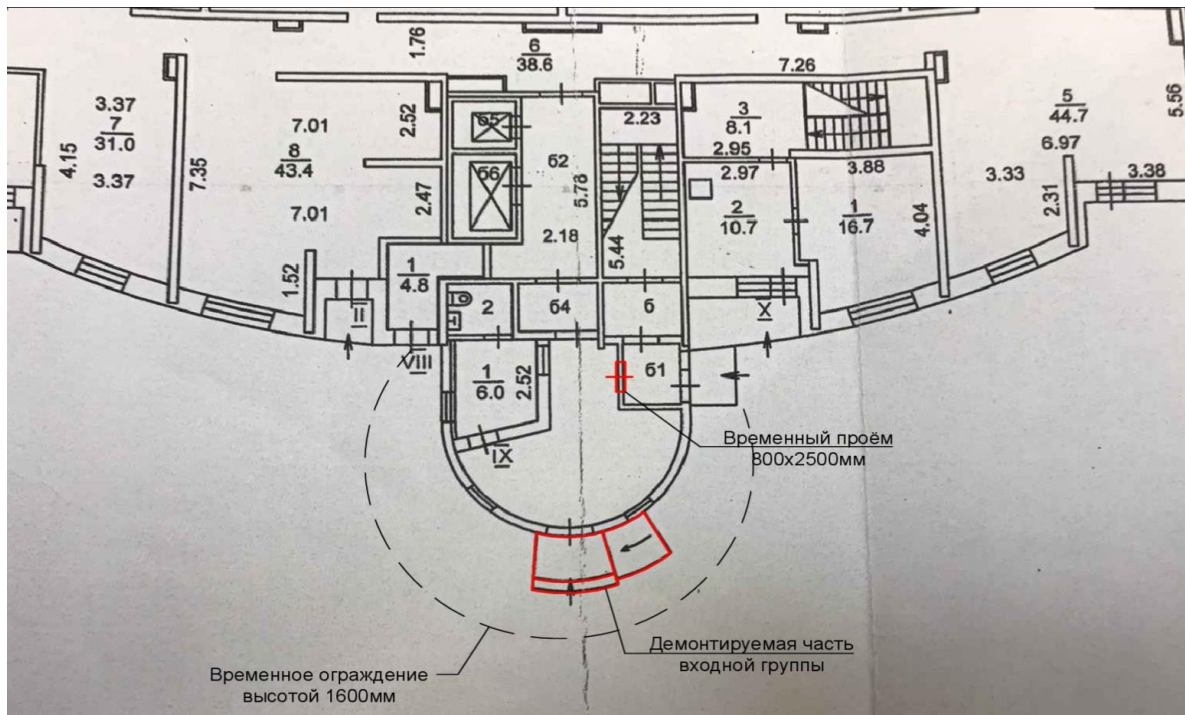 1.76
6
38.6
7.26
3.37
7
31.0
3.37
4.15
7.35
7.01
8
43.4
7.01
2.52
2.47
1.52
б5
б6
б2
5.78
2.18
2.23
5.44
3
8.1
2.95
2.97
2
10.7
3.88
1
16.7
4.04
5
44.7
6.97
3.33
3.38
2.31
5.56
1
4.8
II
VIII
2
б4
б
X
1
6.0
2.52
б1
IX
Временный проём
800х2500мм
Демонтируемая часть
входной группы
Временное ограждение
высотой 1600мм